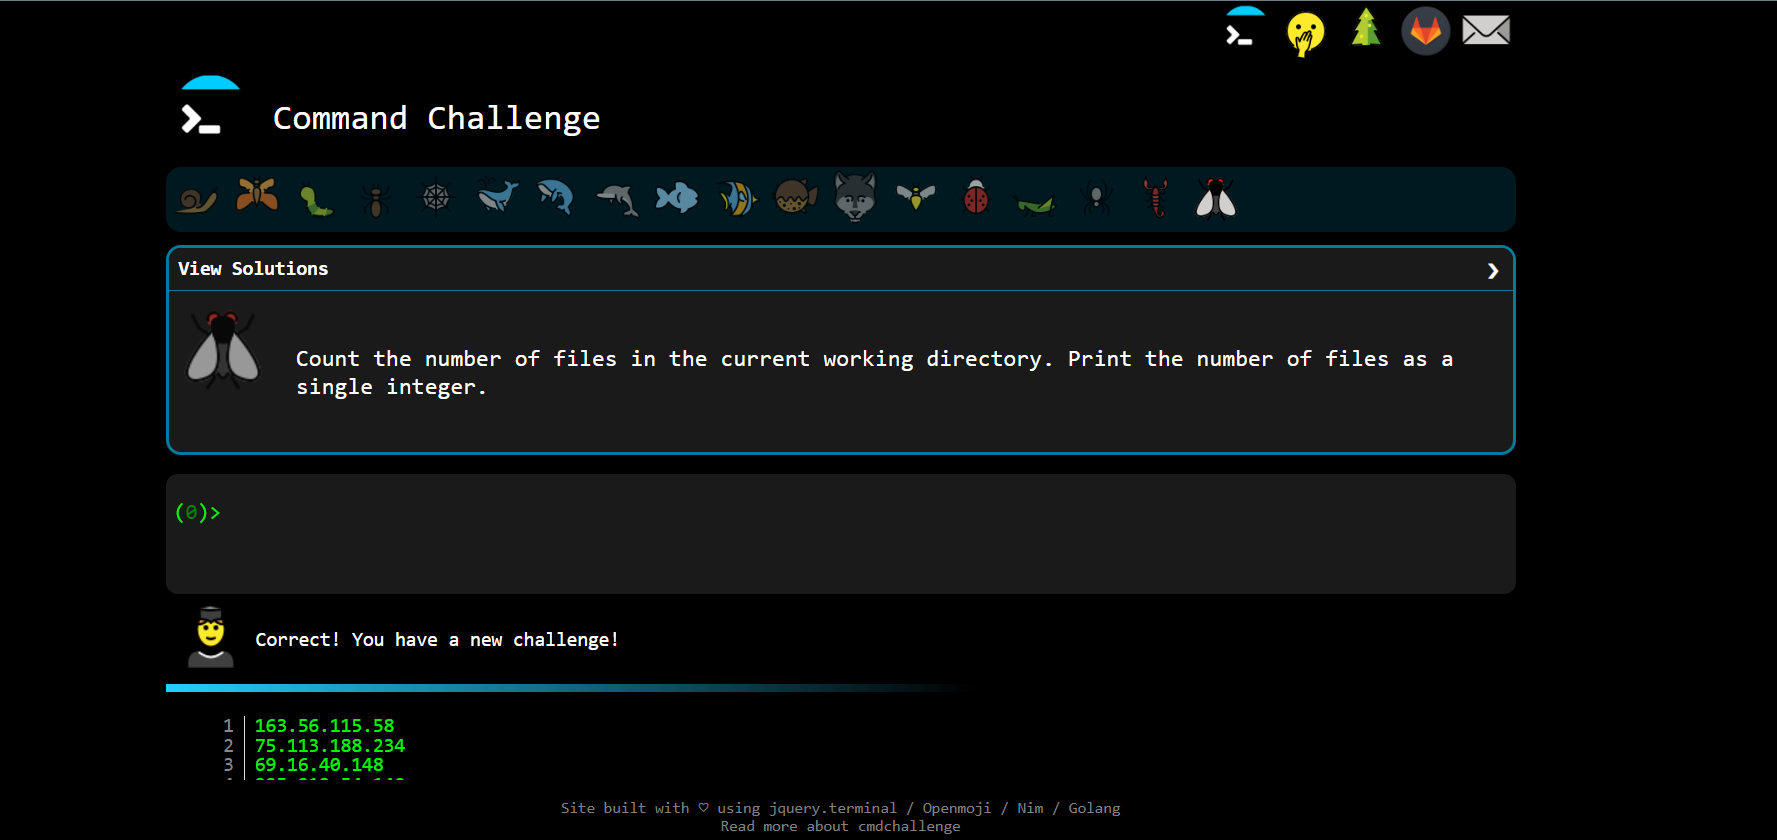 Command Challenge
View Solutions
Count the number of files in the current working directory. Print the number of files as a
single integer.
(0)>
Correct! You have a new challenge!
1 163.56.115.58
2 75.113.188.234
3 69.16.40.148
Site built with ♡ using jquery.terminal / Openmoji / Nim / Golang
Read more about cmdchallenge